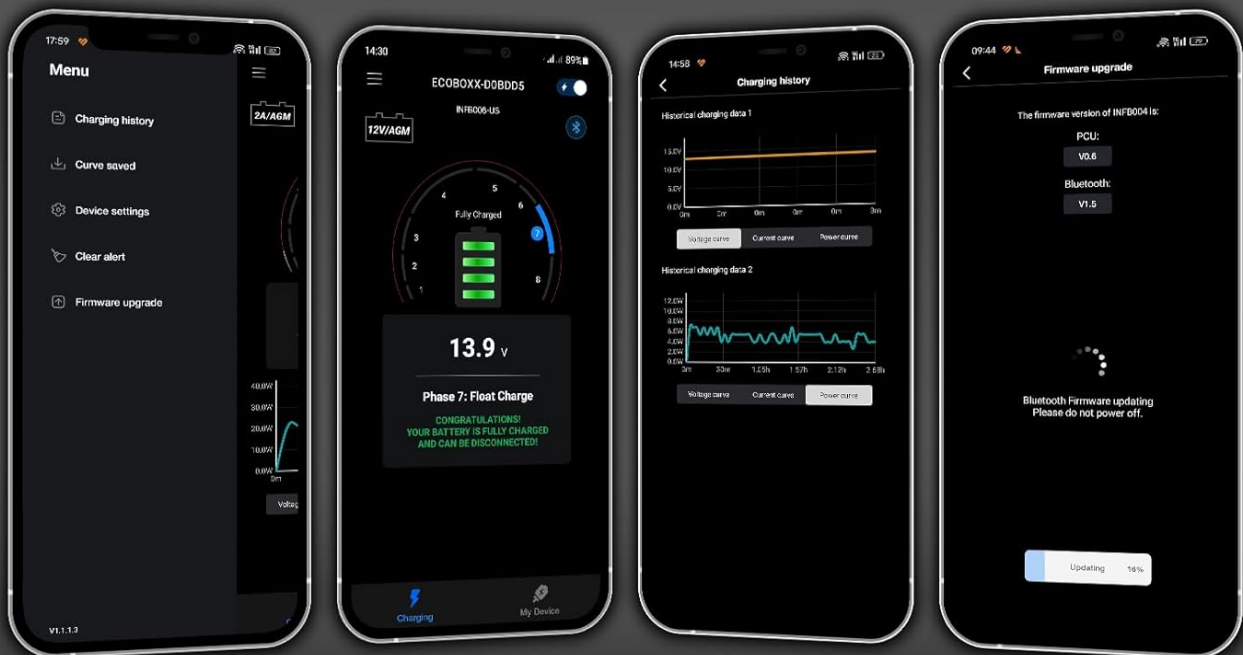 17:59
Menu
Charging history
Curve saved
Device settings
Clear alert
Firmware upgrade
V1.1.1.3
2A/AGM
40.0W
30.0W
20.0W
10.0W
0.0W
0m
Voltag
14:30
89%
ECOBOXX-D0BDD5
INFB006-US
12V/AGM
1
2
3
4
5
6
7
8
Fully Charged
13.9 V
Phase 7: Float Charge
CONGRATULATIONS!
YOUR BATTERY IS FULLY CHARGED
AND CAN BE DISCONNECTED!
Charging
My Device
14:58
Charging history
Historical charging data 1
15.0V
10.0V
5.0V
0.0V
0m 0m 0m 0m 3m
Voltage curve Current curve Power curve
Historical charging data 2
12.0W
10.0W
8.0W
6.0W
4.0W
2.0W
0.0W
0m 30m 1.05h 1.57h 2.12h 2.68h
Voltage curve Current curve Power curve
09:44
Firmware upgrade
The firmware version of INFB004 is:
PCU:
V0.6
Bluetooth:
V1.5
Bluetooth Firmware updating
Please do not power off.
Updating 16%